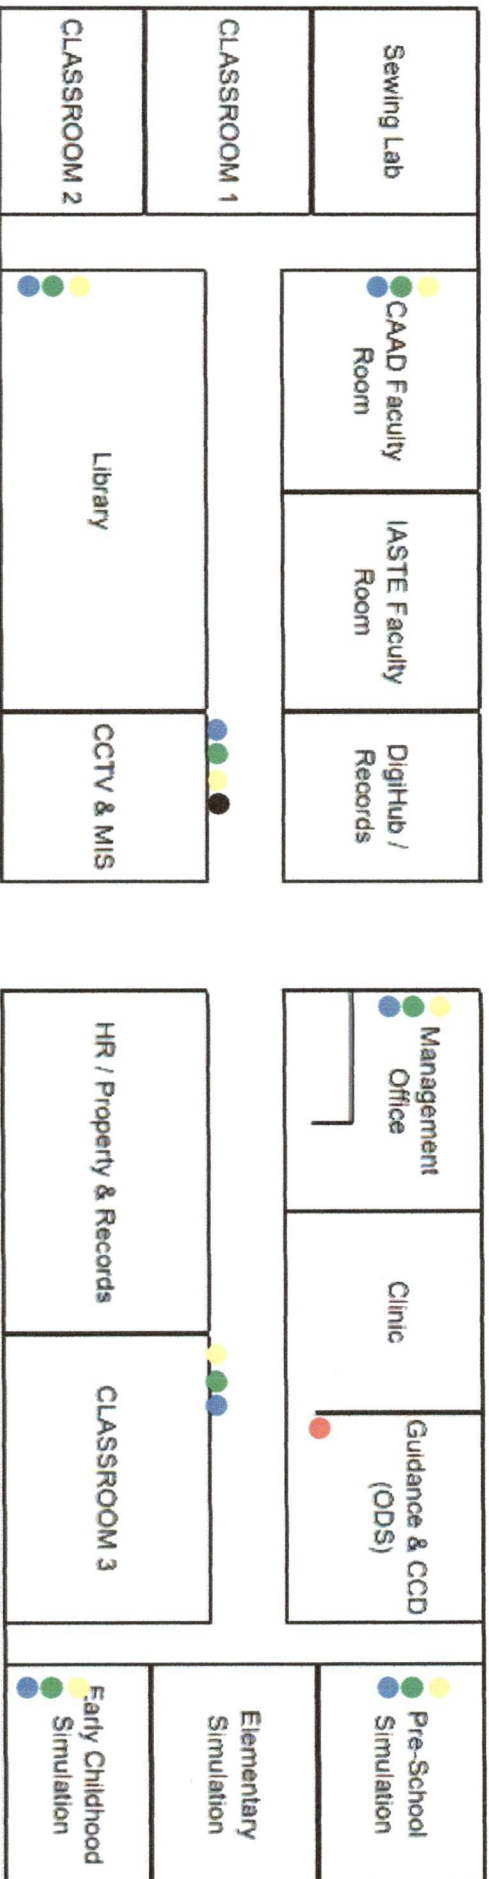 Sewing Lab
CLASSROOM 1
CLASSROOM 2
CAAD Faculty
Room
IASTE Faculty
Room
DigiHub /
Records
Library
CCTV & MIS
Management
Office
Clinic
Guidance & CCD
(ODS)
HR / Property & Records
CLASSROOM 3
Pre-School
Simulation
Elementary
Simulation
Early Childhood
Simulation